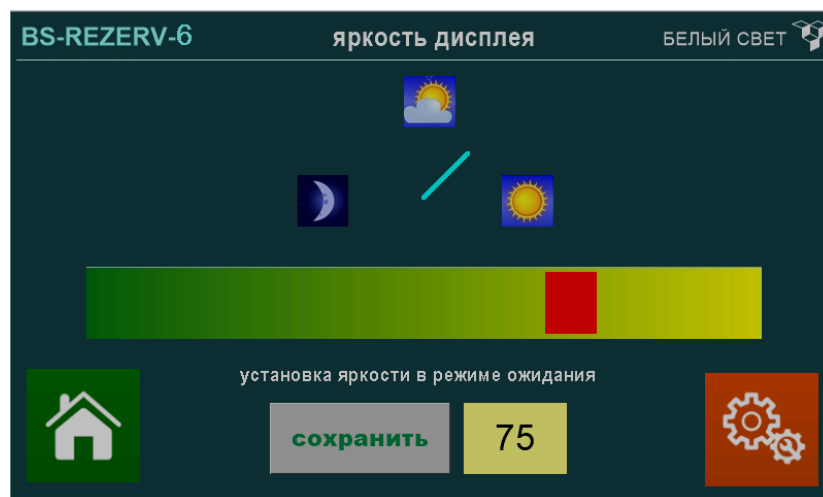 BS-REZERV-6
яркость дисплея
БЕЛЫЙ СВЕТ
установка яркости в режиме ожидания
сохранить
75